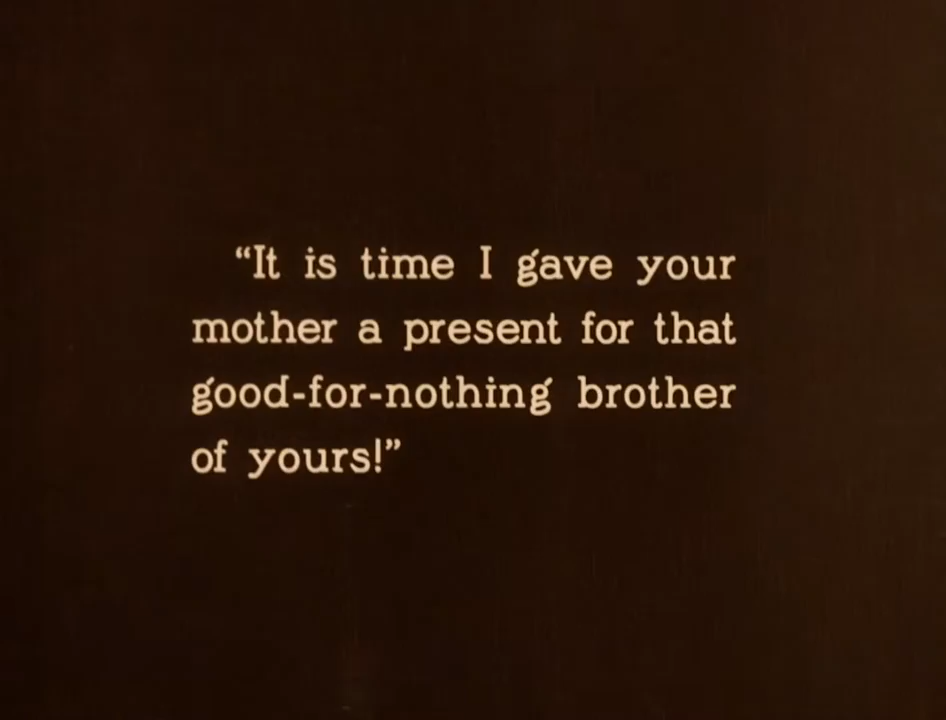 “It is time I gave your
mother a present for that
good-for-nothing brother
of yours!”